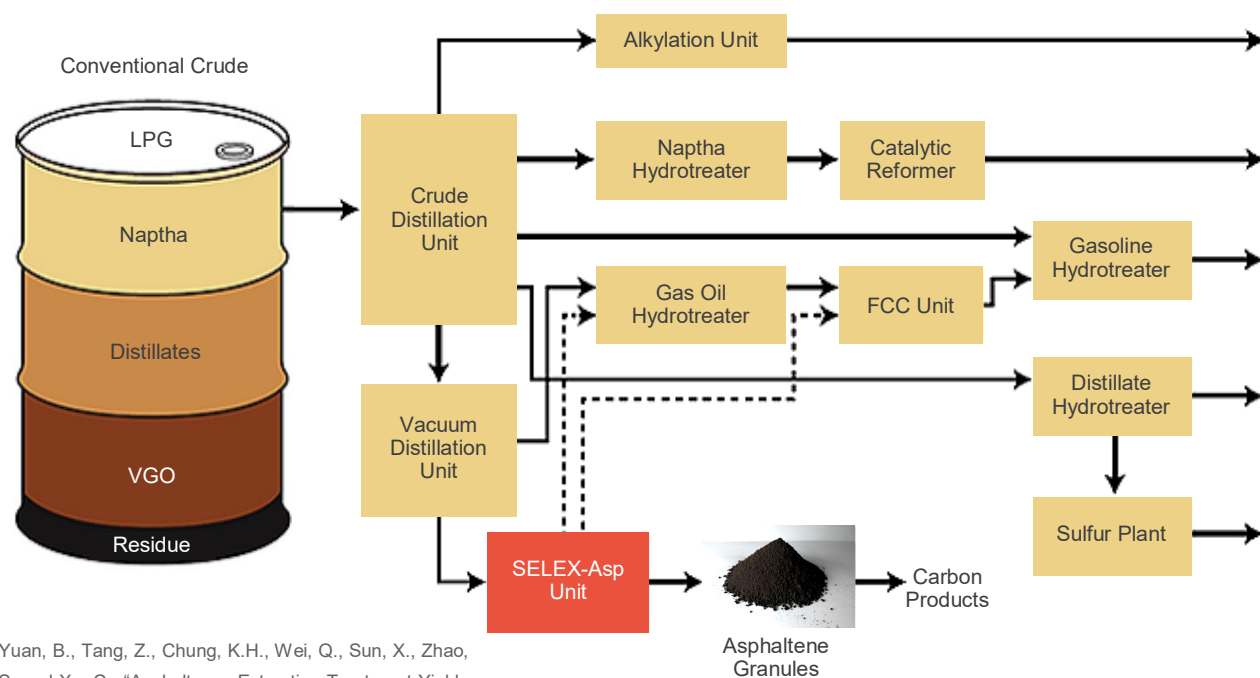 Conventional Crude
LPG
Naptha
Distillates
VGO
Residue
Crude
Distillation
Unit
Vacuum
Distillation
Unit
Alkylation Unit
Naptha
Hydrotreater
Catalytic
Reformer
Gas Oil
Hydrotreater
FCC Unit
Gasoline
Hydrotreater
Distillate
Hydrotreater
Sulfur Plant
SELEX-Asp
Unit
Asphaltene
Granules
Carbon
Products
Yuan, B., Tang, Z., Chung, K.H., Wei, Q., Sun, X., Zhao,